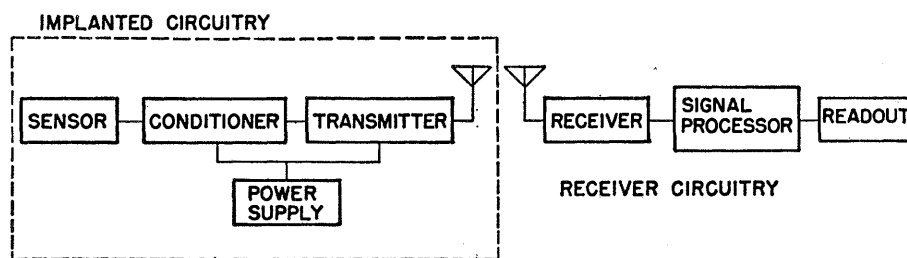 IMPLANTED CIRCUITRY
SENSOR
CONDITIONER
TRANSMITTER
POWER
SUPPLY
RECEIVER
SIGNAL
PROCESSOR
READOUT
RECEIVER CIRCUITRY